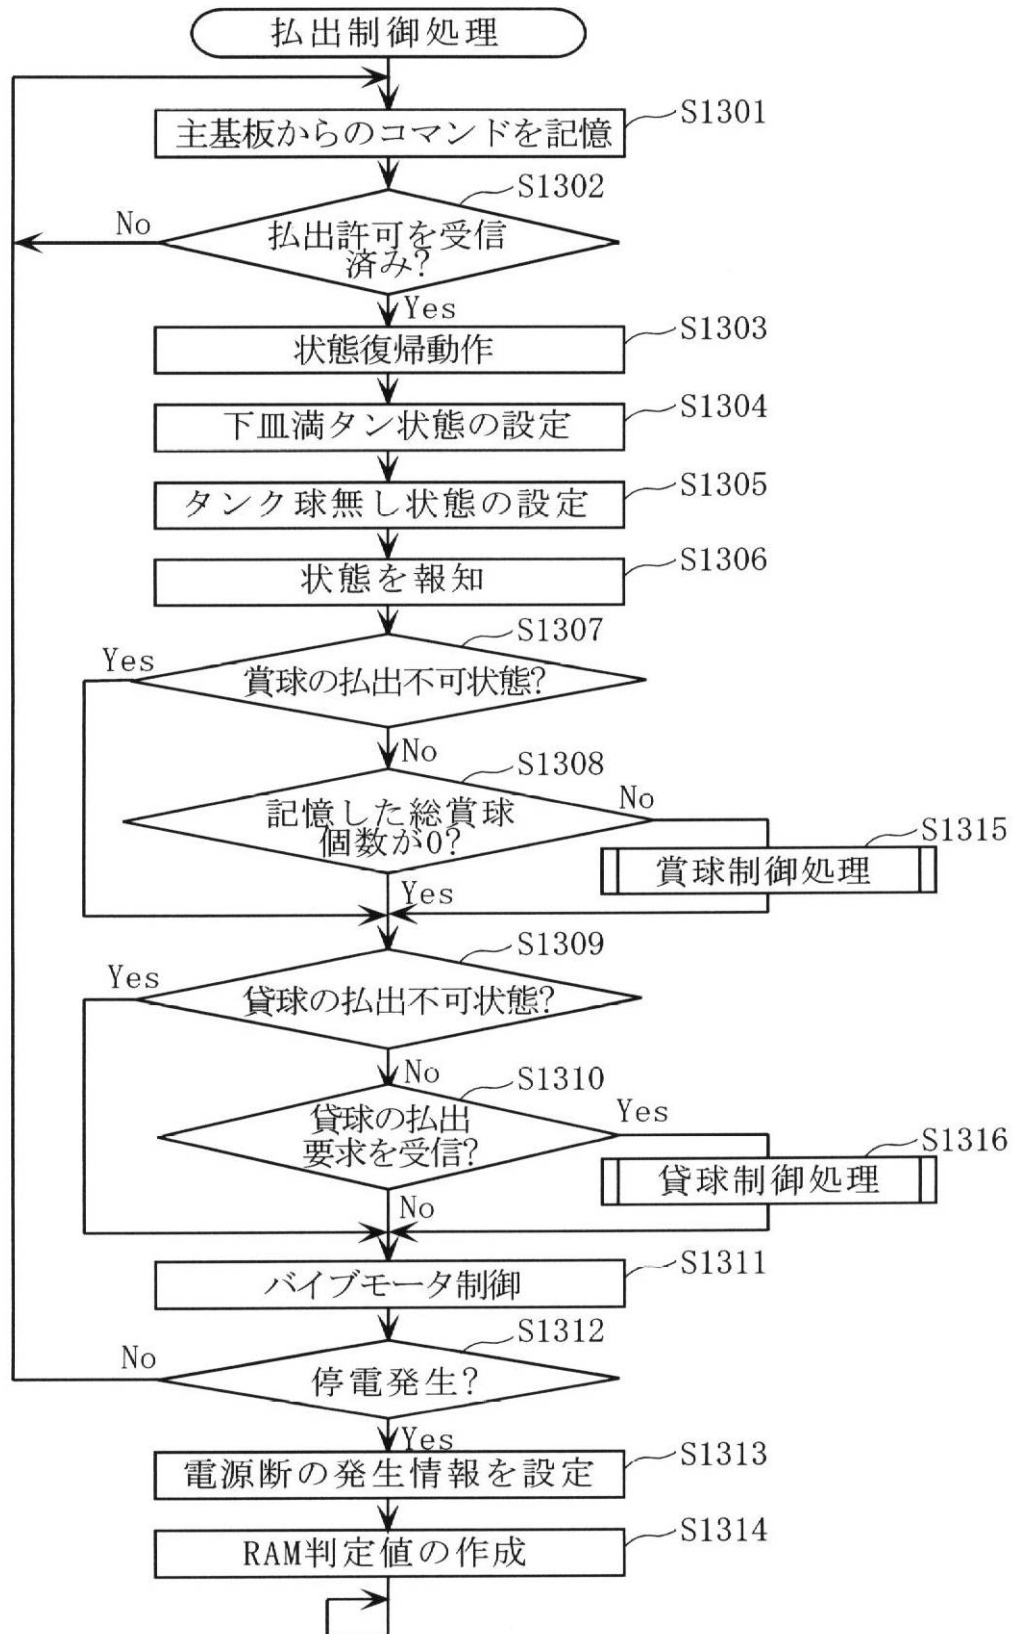 払出制御処理
S1301
主基板からのコマンドを記憶
S1302
No
払出許可を受信
済み?
Yes
S1303
状態復帰動作
S1304
下皿満タン状態の設定
S1305
タンク球無し状態の設定
S1306
状態を報知
S1307
Yes
賞球の払出不可状態?
No
S1308
記憶した総賞球
個数が0?
No
S1315
賞球制御処理
Yes
S1309
Yes
貸球の払出不可状態?
No
S1310
貸球の払出
要求を受信?
Yes
S1316
貸球制御処理
No
S1311
バイブモータ制御
S1312
No
停電発生?
Yes
S1313
電源断の発生情報を設定
S1314
RAM判定値の作成